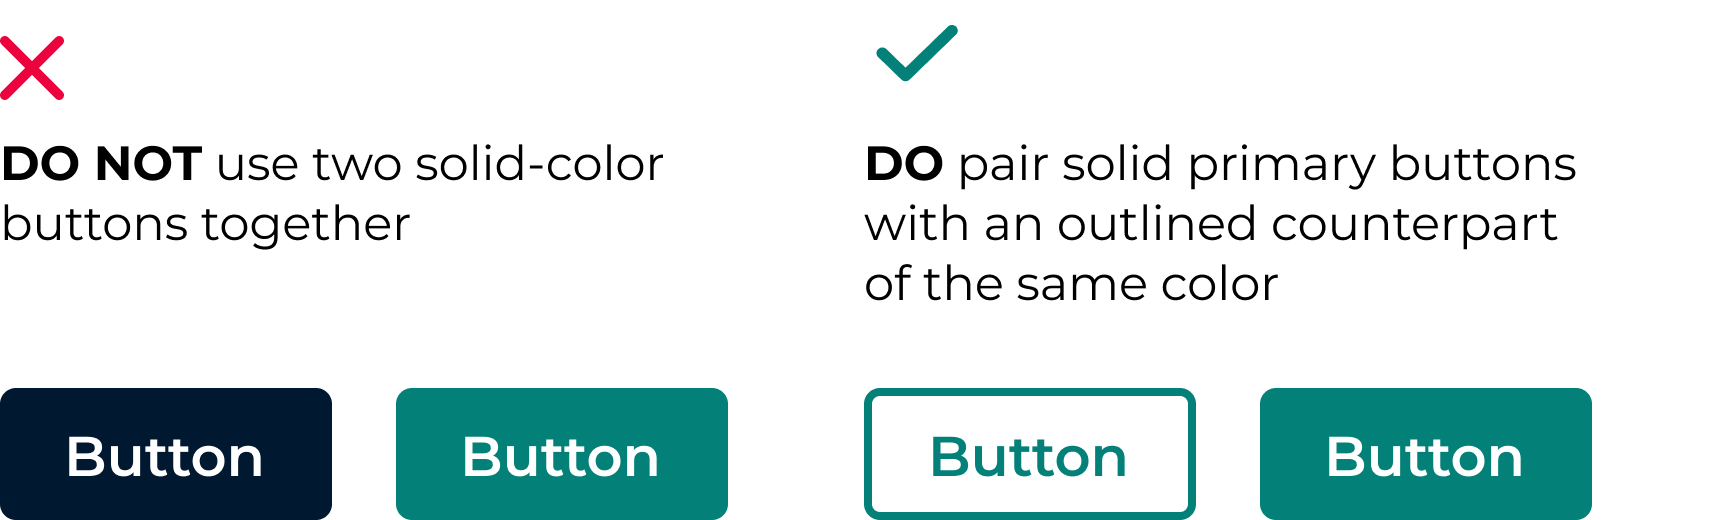 DO NOT use two solid-color
buttons together
DO pair solid primary buttons
with an outlined counterpart
of the same color
Button
Button
Button
Button